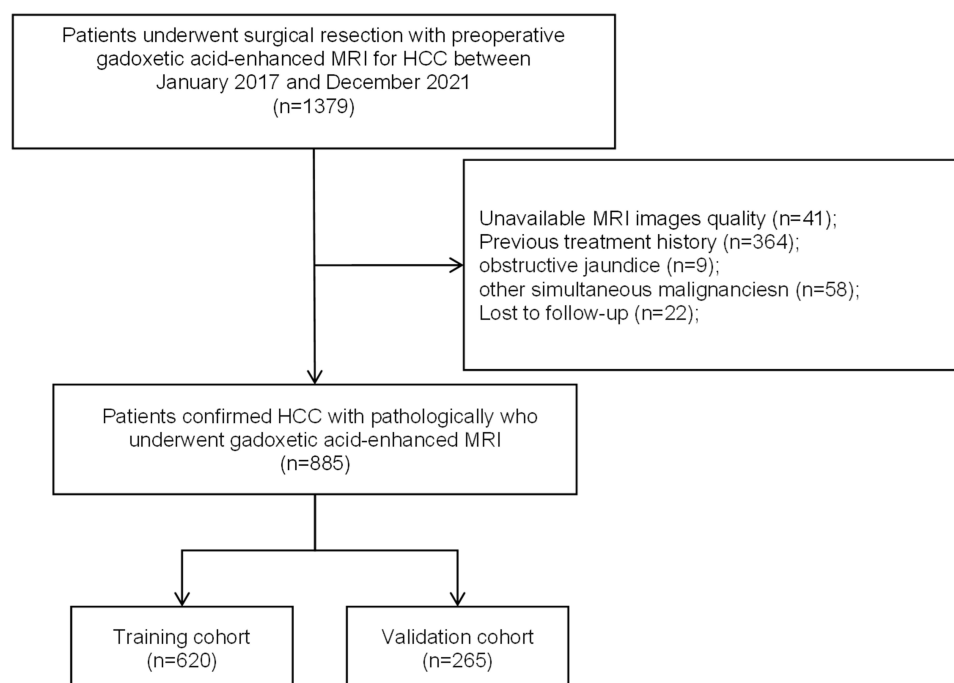 Patients underwent surgical resection with preoperative
gadoxetic acid-enhanced MRI for HCC between
January 2017 and December 2021
(n=1379)
Unavailable MRI images quality (n=41);
Previous treatment history (n=364);
obstructive jaundice (n=9);
other simultaneous malignanciesn (n=58);
Lost to follow-up (n=22);
Patients confirmed HCC with pathologically who
underwent gadoxetic acid-enhanced MRI
(n=885)
Training cohort
(n=620)
Validation cohort
(n=265)